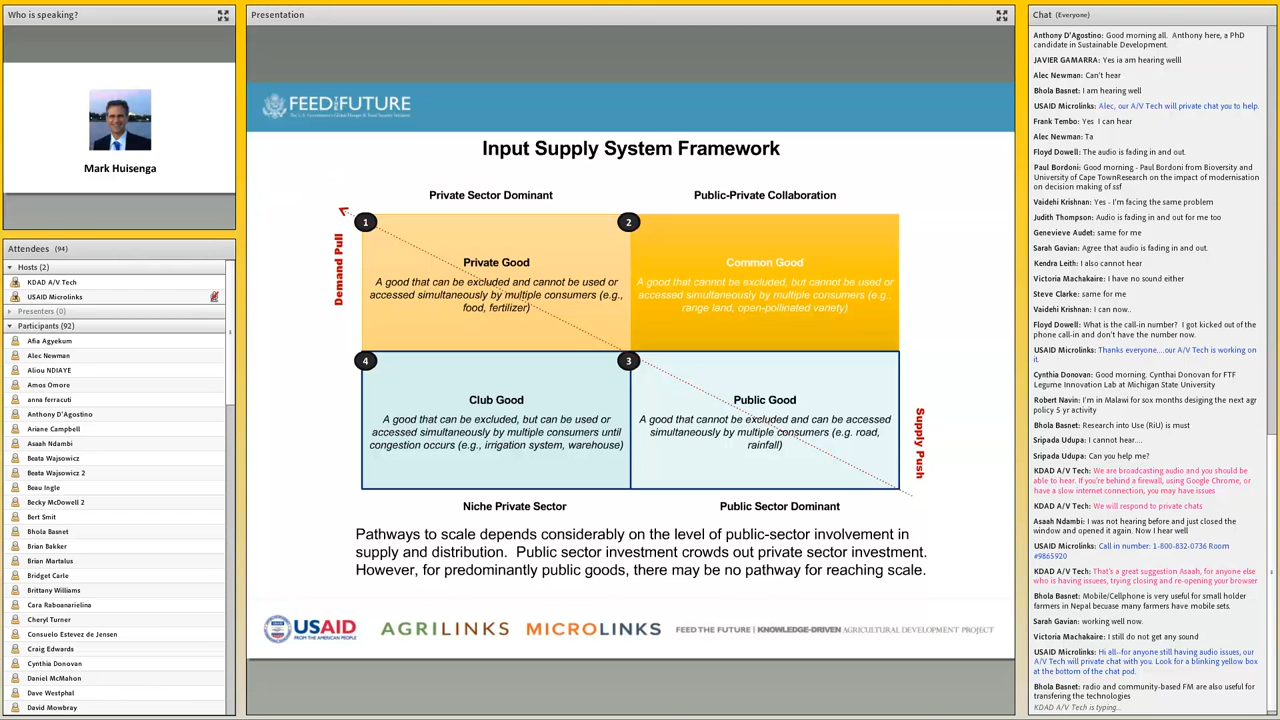 Who is speaking?
Mark Huisenga
Attendees (94)
Hosts (2)
KDAD A/V Tech
USAID Microlinks
Presenters (0)
Participants (92)
Afia Agyekum
Alec Newman
Aliou NDIAYE
Amos Omore
anna ferracuti
Anthony D'Agostino
Ariane Campbell
Asaah Ndambi
Beata Wajsowicz
Beata Wajsowicz 2
Beau Ingle
Becky McDowell 2
Bert Smit
Bhola Basnet
Brian Bakker
Brian Martalus
Bridget Carle
Brittany Williams
Cara Raboanarielina
Cheryl Turner
Consuelo Estevez de Jensen
Craig Edwards
Cynthia Donovan
Daniel McMahon
Dave Westphal
David Mowbray
Presentation
FEED THE FUTURE
The U.S. Government's Global Hunger & Food Security Initiative
Input Supply System Framework
Private Sector Dominant
Public-Private Collaboration
Demand Pull
1
Private Good
A good that can be excluded and cannot be used or
accessed simultaneously by multiple consumers (e.g.,
food, fertilizer)
2
Common Good
A good that cannot be excluded, but cannot be used or
accessed simultaneously by multiple consumers (e.g.,
range land, open-pollinated variety)
4
Club Good
A good that can be excluded, but can be used or
accessed simultaneously by multiple consumers until
congestion occurs (e.g., irrigation system, warehouse)
3
Public Good
A good that cannot be excluded and can be accessed
simultaneously by multiple consumers (e.g. road,
rainfall)
Supply Push
Niche Private Sector
Public Sector Dominant
Pathways to scale depends considerably on the level of public-sector involvement in
supply and distribution.  Public sector investment crowds out private sector investment.
However, for predominantly public goods, there may be no pathway for reaching scale.
USAID
FROM THE AMERICAN PEOPLE
AGRILINKS
MICROLINKS
FEED THE FUTURE | KNOWLEDGE-DRIVEN AGRICULTURAL DEVELOPMENT PROJECT
Chat (Everyone)
Anthony D'Agostino: Good morning all.  Anthony here, a PhD
candidate in Sustainable Development.
JAVIER GAMARRA: Yes ia am hearing welll
Alec Newman: Can't hear
Bhola Basnet: I am hearing well
USAID Microlinks: Alec, our A/V Tech will private chat you to help.
Frank Tembo: Yes  I can hear
Alec Newman: Ta
Floyd Dowell: The audio is fading in and out.
Paul Bordoni: Good morning - Paul Bordoni from Bioversity and
University of Cape TownResearch on the impact of modernisation
on decision making of ssf
Vaidehi Krishnan: Yes - I'm facing the same problem
Judith Thompson: Audio is fading in and out for me too
Genevieve Audet: same for me
Sarah Gavian: Agree that audio is fading in and out.
Kendra Leith: I also cannot hear
Victoria Machakaire: I have no sound either
Steve Clarke: same for me
Vaidehi Krishnan: I can now..
Floyd Dowell: What is the call-in number?  I got kicked out of the
phone call-in and don't have the number now.
USAID Microlinks: Thanks everyone....our A/V Tech is working on
it.
Cynthia Donovan: Good morning. Cynthai Donovan for FTF
Legume Innovation Lab at Michigan State University
Robert Navin: I'm in Malawi for sox months desiging the next agr
policy 5 yr activity
Bhola Basnet: Research into Use (RiU) is must
Sripada Udupa: I cannot hear....
Sripada Udupa: Can you help me?
KDAD A/V Tech: We are broadcasting audio and you should be
able to hear. If you're behind a firewall, using Google Chrome, or
have a slow internet connection, you may have issues
KDAD A/V Tech: We will respond to private chats
Asaah Ndambi: I was not hearing before and just closed the
window and opened it again. Now I hear well
USAID Microlinks: Call in number: 1-800-832-0736 Room
#9865920
KDAD A/V Tech: That's a great suggestion Asaah, for anyone else
who is having issuees, trying closing and re-opening your browser
Bhola Basnet: Mobile/Cellphone is very useful for small holder
farmers in Nepal becuase many farmers have mobile sets.
Sarah Gavian: working well now.
Victoria Machakaire: I still do not get any sound
USAID Microlinks: Hi all--for anyone still having audio issues, our
A/V Tech will private chat with you. Look for a blinking yellow box
at the bottom of the chat pod.
Bhola Basnet: radio and community-based FM are also useful for
transfering the technologies
KDAD A/V Tech is typing...